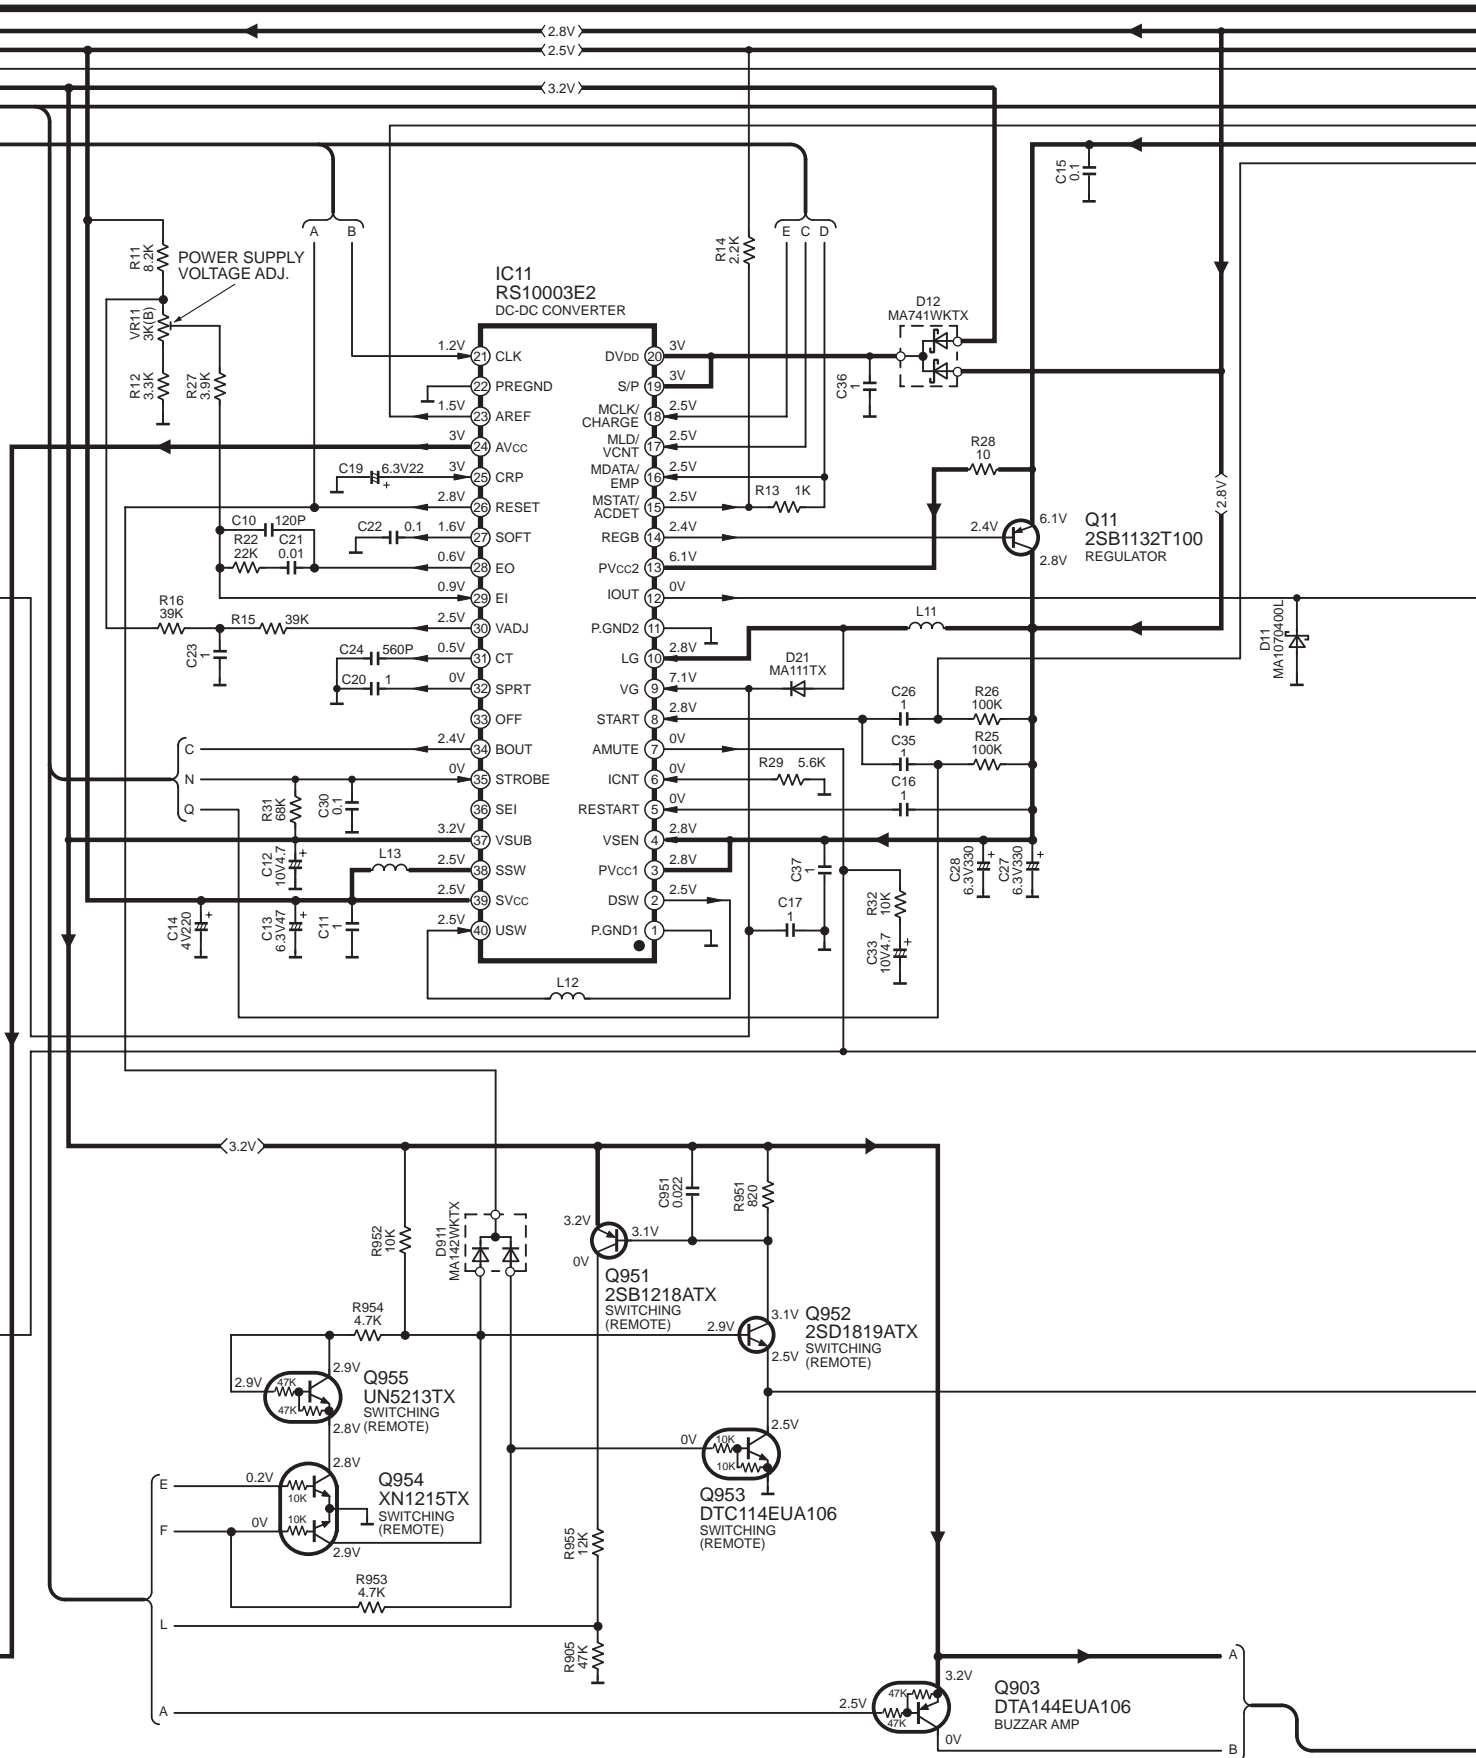 2.8V
2.5V
3.2V
C15
0.1
A B
E C D
R11
8.2K
POWER SUPPLY
VOLTAGE ADJ.
VR11
3K(B)
R12
3.3K
R27
3.9K
R14
2.2K
IC11
RS10003E2
DC-DC CONVERTER
D12
MA741WKTX
C36
1
1.2V 21 CLK
22 PREGND
1.5V 23 AREF
3V 24 AVCC
3V 25 CRP
2.8V 26 RESET
1.6V 27 SOFT
0.6V 28 EO
0.9V 29 EI
2.5V 30 VADJ
0.5V 31 CT
0V 32 SPRT
33 OFF
2.4V 34 BOUT
0V 35 STROBE
36 SEI
3.2V 37 VSUB
2.5V 38 SSW
2.5V 39 SVCC
2.5V 40 USW
DVDD 20 3V
S/P 19 3V
MCLK/
CHARGE 18 2.5V
MLD/
VCNT 17 2.5V
MDATA/
EMP 16 2.5V
MSTAT/
ACDET 15 2.5V
REGB 14 2.4V
PVCC2 13 6.1V
IOUT 12 0V
P.GND2 11
LG 10 2.8V
VG 9 7.1V
START 8 2.8V
AMUTE 7 0V
ICNT 6 0V
RESTART 5 0V
VSEN 4 2.8V
PVCC1 3 2.8V
DSW 2 2.5V
P.GND1 1
C19 6.3V22
+
C10 120P
R22 C21
22K 0.01
C22 0.1
R16
39K
R15 39K
C23
1
C24 560P
C20 1
R13 1K
R28
10
2.8V
2.4V
6.1V
2.8V
Q11
2SB1132T100
REGULATOR
L11
D11
MA1070400L
D21
MA111TX
C26
1
R26
100K
C35
1
R25
100K
C16
1
R29 5.6K
C
N
Q
R31
68K
C30
0.1
C12
10V4.7
+
L13
C14
4V220
+
C13
6.3V47
+
C11
1
C37
1
C17
1
R32
10K
C33
10V4.7
+
C28
6.3V330
+
C27
6.3V330
+
L12
3.2V
R952
10K
D911
MA142WKTX
C951
0.022
R951
820
3.2V
3.1V
0V
Q951
2SB1218ATX
SWITCHING
(REMOTE)
2.9V
3.1V
2.5V
Q952
2SD1819ATX
SWITCHING
(REMOTE)
R954
4.7K
2.9V
2.9V
47K
47K
2.8V
Q955
UN5213TX
SWITCHING
(REMOTE)
0V
2.5V
10K
10K
Q953
DTC114EUA106
SWITCHING
(REMOTE)
E
F
L
A
0.2V
0V
2.8V
10K
10K
2.9V
Q954
XN1215TX
SWITCHING
(REMOTE)
R953
4.7K
R955
12K
R905
47K
2.5V
3.2V
47K
47K
0V
Q903
DTA144EUA106
BUZZAR AMP
A
B